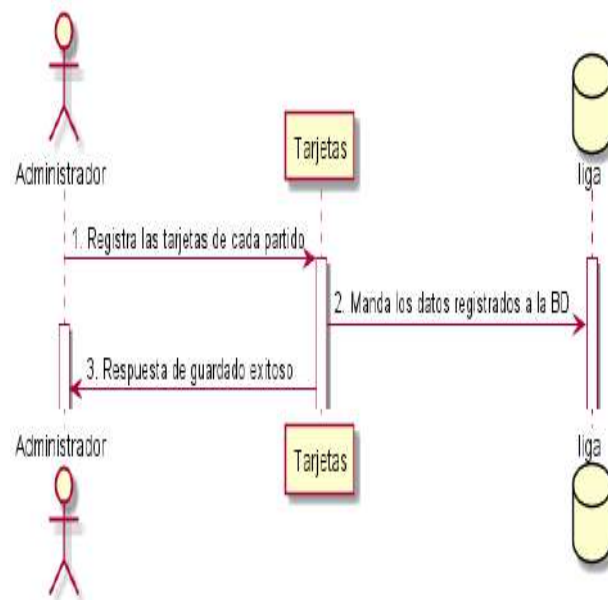 Administrador
Tarjetas
liga
1. Registra las tarjetas de cada partido
2. Manda los datos registrados a la BD
3. Respuesta de guardado exitoso
Administrador
Tarjetas
liga